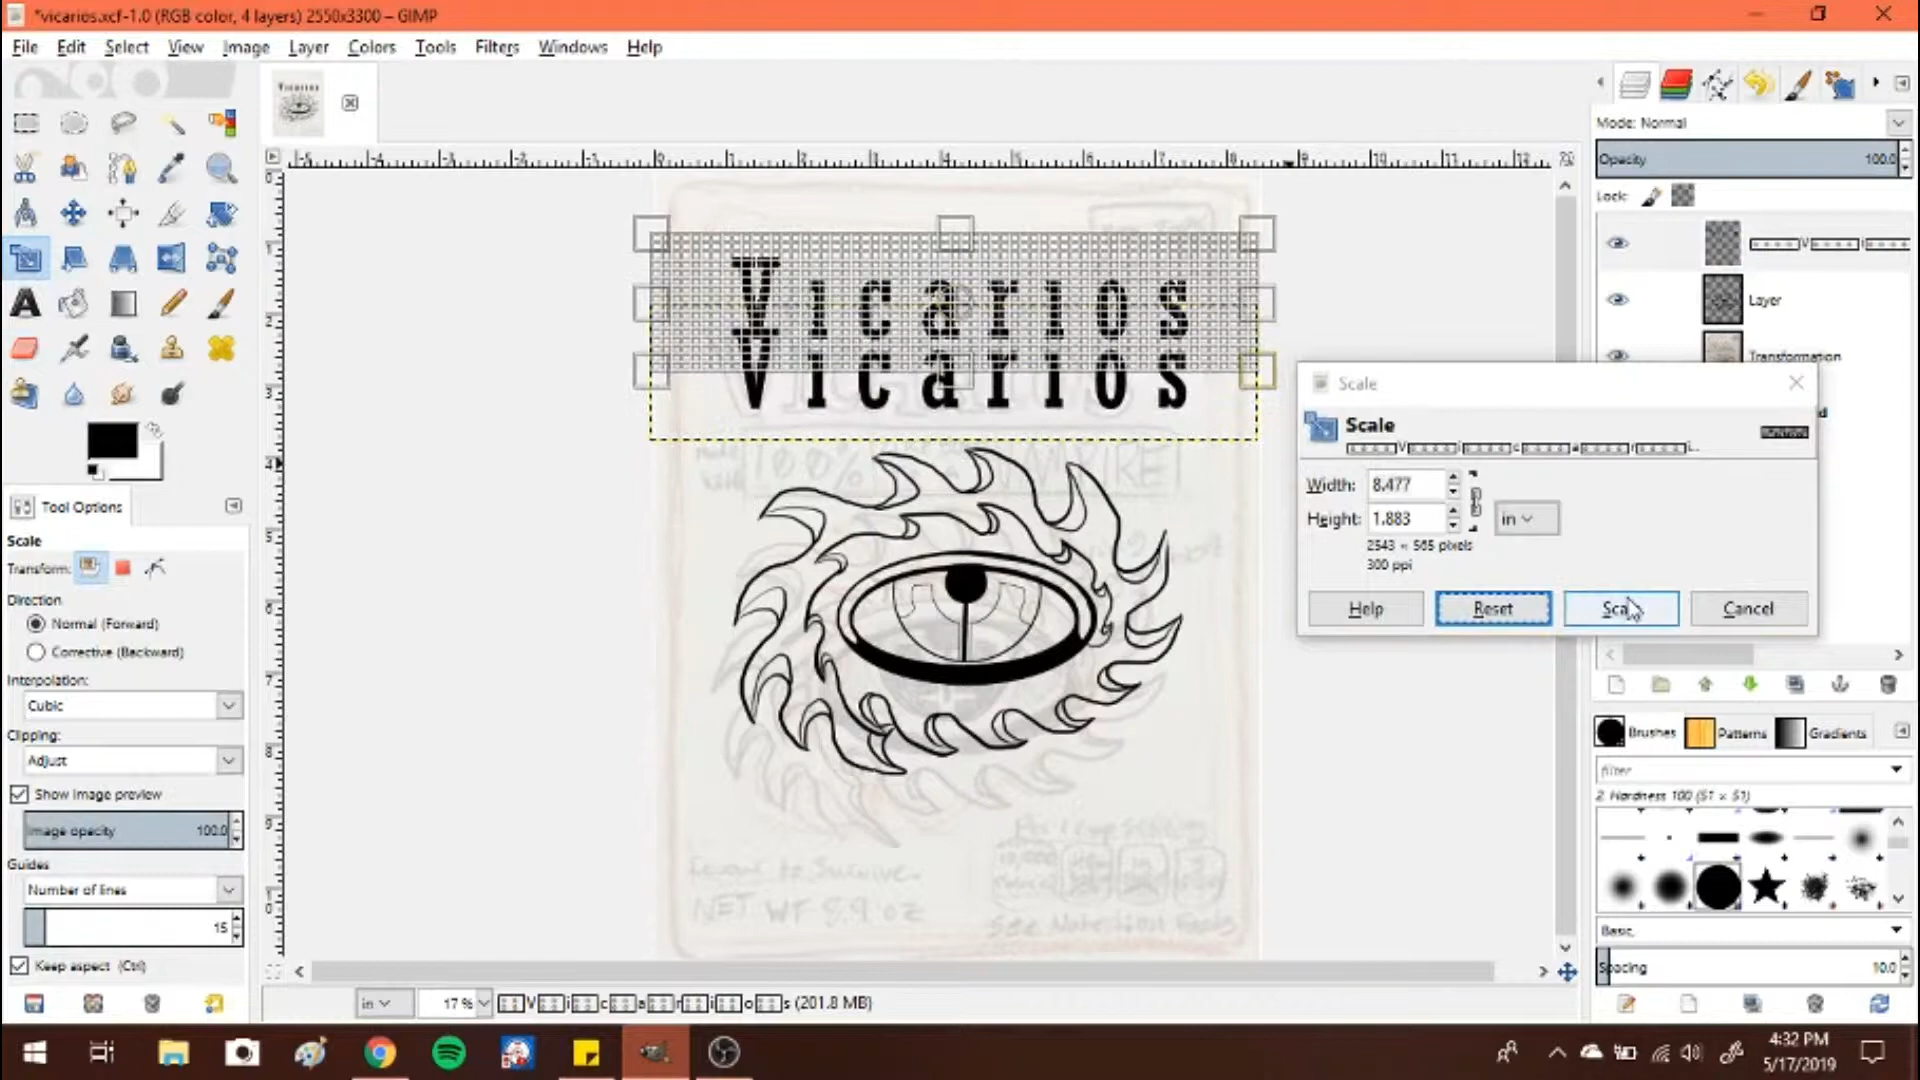 *vicarios.xcf-1.0 (RGB color, 4 layers) 2550x3300 – GIMP
File Edit Select View Image Layer Colors Tools Filters Windows Help
Mode: Normal
Opacity 100.0
Lock:
Layer
Transformation
Vicarios
Vicarios
100%
Scale
Scale
Width: 8.477
Height: 1.883
in
2543 × 565 pixels
300 ppi
Help Reset Cancel
Tool Options
Scale
Transform:
Direction
Normal (Forward)
Corrective (Backward)
Interpolation:
Cubic
Clipping:
Adjust
Show image preview
Image opacity 100.0
Guides
Number of lines
15
Keep aspect (Ctrl)
Brushes Patterns Gradients
filter
2. Hardness 100 (51 × 51)
Basic,
Spacing 10.0
NET WF 8.9 oz
in 17 % Vicarios (201.8 MB)
4:32 PM
5/17/2019